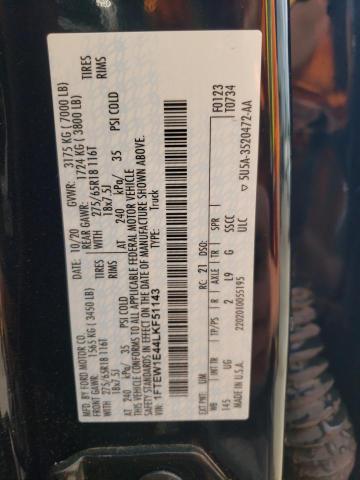 MFD. BY FORD MOTOR CO.
DATE: 10/20 GVWR: 3175 KG ( 7000 LB)
FRONT GAWR: 1565 KG ( 3450 LB) REAR GAWR: 1724 KG ( 3800 LB)
WITH 275/65R18 116T TIRES WITH 275/65R18 116T TIRES
18x7.5J RIMS 18x7.5J RIMS
AT 240 kPa/ 35 PSI COLD AT 240 kPa/ 35 PSI COLD
THIS VEHICLE CONFORMS TO ALL APPLICABLE FEDERAL MOTOR VEHICLE
SAFETY AND THEFT PREVENTION STANDARDS IN EFFECT ON THE DATE OF MANUFACTURE SHOWN ABOVE.
VIN: 1FTEW1E44LKF51143
TYPE: Truck
F0123
T0734
EXT PNT: UM RC: 21 DSO:
WB INT TR TP/PS R AXLE TR SPR
145 UG 2 L9 G SSCC
ULC
U.S.A. 2202010055195
5U5A-3520472-AA